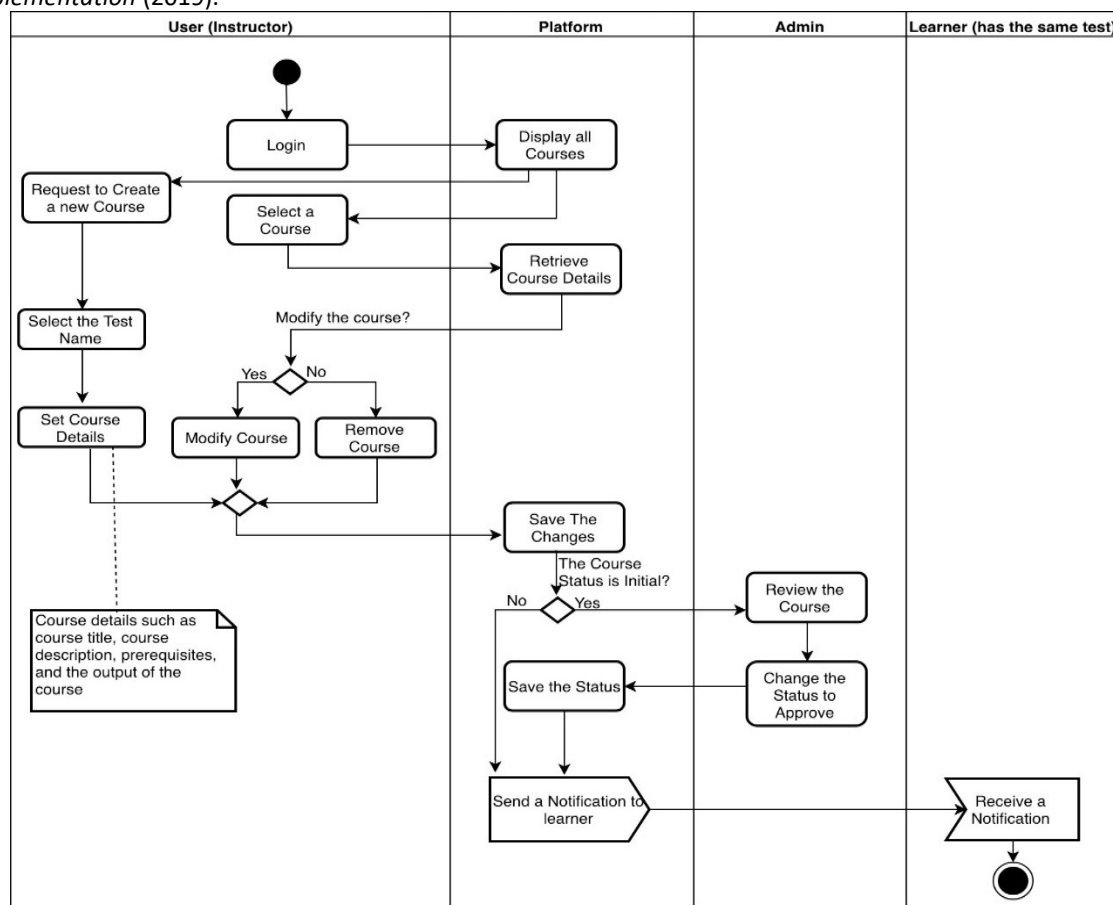 plementation (2019).
User (Instructor)
Platform
Admin
Learner (has the same test)
Login
Display all
Courses
Request to Create
a new Course
Select a
Course
Retrieve
Course Details
Select the Test
Name
Modify the course?
Yes
No
Set Course
Details
Modify Course
Remove
Course
Save The
Changes
The Course
Status is Initial?
No
Yes
Review the
Course
Course details such as
course title, course
description, prerequisites,
and the output of the
course
Save the Status
Change the
Status to
Approve
Send a Notification to
learner
Receive a
Notification